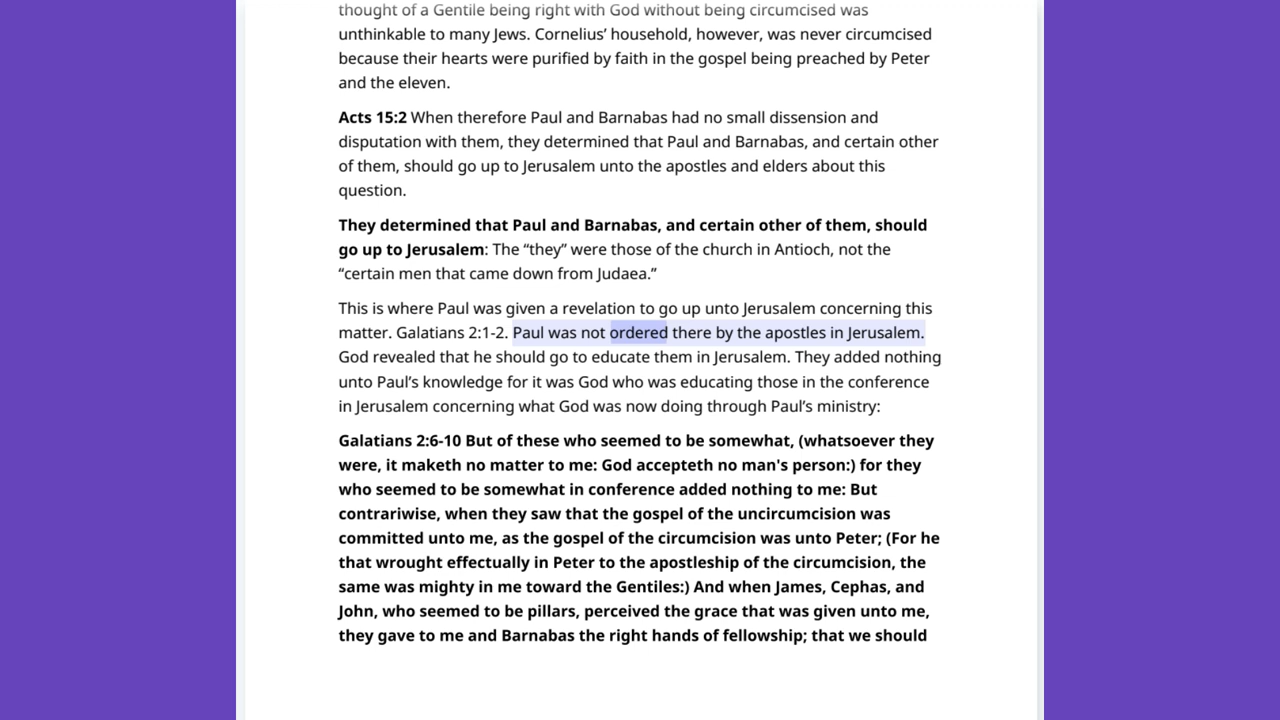 thought of a Gentile being right with God without being circumcised was
unthinkable to many Jews. Cornelius’ household, however, was never circumcised
because their hearts were purified by faith in the gospel being preached by Peter
and the eleven.
Acts 15:2 When therefore Paul and Barnabas had no small dissension and
disputation with them, they determined that Paul and Barnabas, and certain other
of them, should go up to Jerusalem unto the apostles and elders about this
question.
They determined that Paul and Barnabas, and certain other of them, should
go up to Jerusalem: The “they” were those of the church in Antioch, not the
“certain men that came down from Judaea.”
This is where Paul was given a revelation to go up unto Jerusalem concerning this
matter. Galatians 2:1-2. Paul was not ordered there by the apostles in Jerusalem.
God revealed that he should go to educate them in Jerusalem. They added nothing
unto Paul’s knowledge for it was God who was educating those in the conference
in Jerusalem concerning what God was now doing through Paul’s ministry:
Galatians 2:6-10 But of these who seemed to be somewhat, (whatsoever they
were, it maketh no matter to me: God accepteth no man's person:) for they
who seemed to be somewhat in conference added nothing to me: But
contrariwise, when they saw that the gospel of the uncircumcision was
committed unto me, as the gospel of the circumcision was unto Peter; (For he
that wrought effectually in Peter to the apostleship of the circumcision, the
same was mighty in me toward the Gentiles:) And when James, Cephas, and
John, who seemed to be pillars, perceived the grace that was given unto me,
they gave to me and Barnabas the right hands of fellowship; that we should